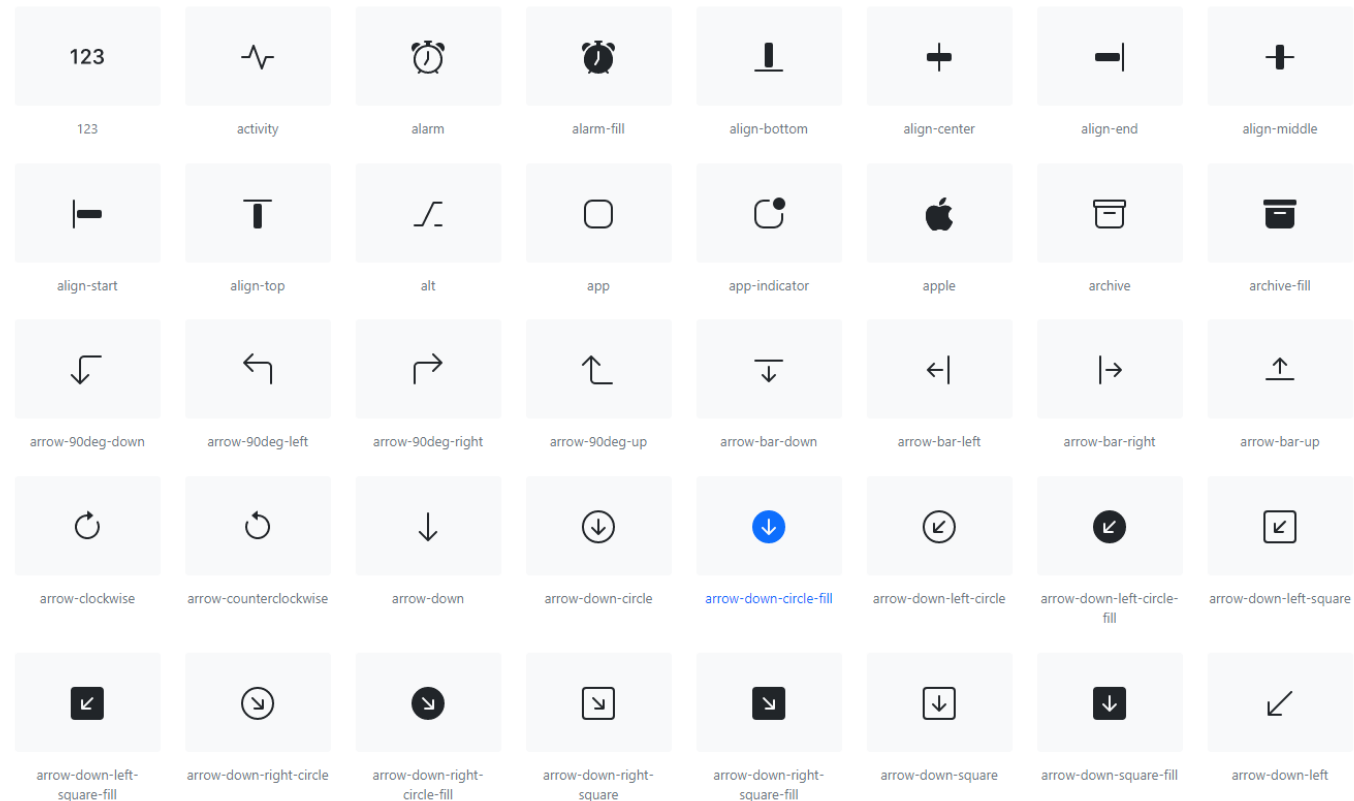 123
123
activity
alarm
alarm-fill
align-bottom
align-center
align-end
align-middle
align-start
align-top
alt
app
app-indicator
apple
archive
archive-fill
arrow-90deg-down
arrow-90deg-left
arrow-90deg-right
arrow-90deg-up
arrow-bar-down
arrow-bar-left
arrow-bar-right
arrow-bar-up
arrow-clockwise
arrow-counterclockwise
arrow-down
arrow-down-circle
arrow-down-circle-fill
arrow-down-left-circle
arrow-down-left-circle-
fill
arrow-down-left-square
arrow-down-left-
square-fill
arrow-down-right-circle
arrow-down-right-
circle-fill
arrow-down-right-
square
arrow-down-right-
square-fill
arrow-down-square
arrow-down-square-fill
arrow-down-left